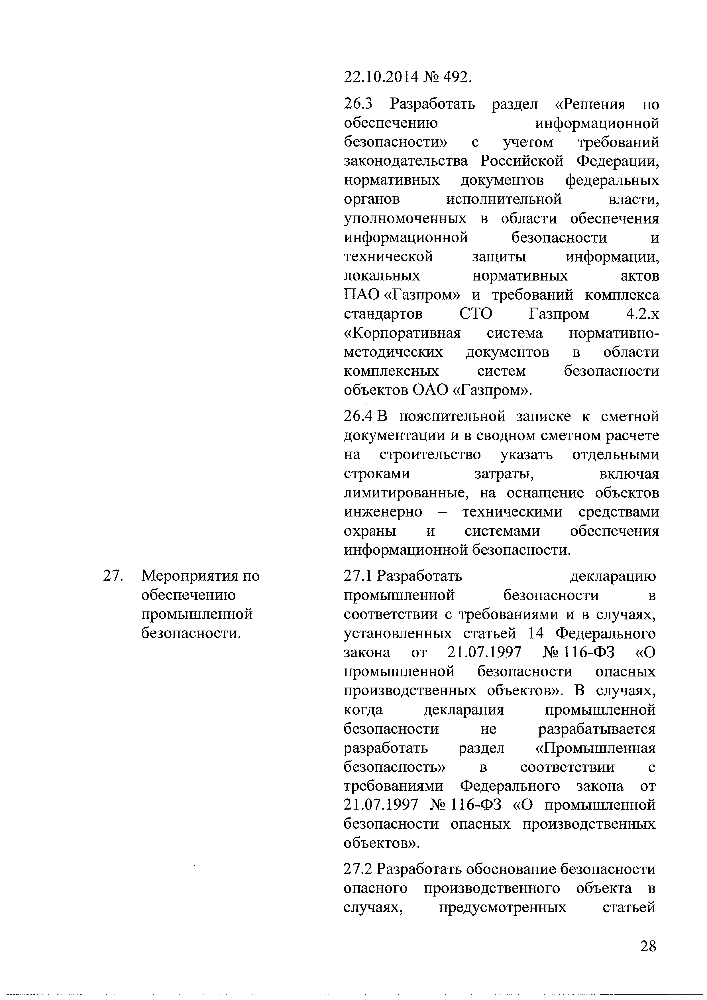 22.10.2014 № 492.
26.3 Разработать раздел «Решения по
обеспечению информационной
безопасности» с учетом требований
законодательства Российской Федерации,
нормативных документов федеральных
органов исполнительной власти,
уполномоченных в области обеспечения
информационной безопасности и
технической защиты информации,
локальных нормативных актов
ПАО «Газпром» и требований комплекса
стандартов СТО Газпром 4.2.х
«Корпоративная система нормативно-
методических документов в области
комплексных систем безопасности
объектов ОАО «Газпром».
26.4 В пояснительной записке к сметной
документации и в сводном сметном расчете
на строительство указать отдельными
строками затраты, включая
лимитированные, на оснащение объектов
инженерно – техническими средствами
охраны и системами обеспечения
информационной безопасности.
27. Мероприятия по
обеспечению
промышленной
безопасности.
27.1 Разработать декларацию
промышленной безопасности в
соответствии с требованиями и в случаях,
установленных статьей 14 Федерального
закона от 21.07.1997 № 116-ФЗ «О
промышленной безопасности опасных
производственных объектов». В случаях,
когда декларация промышленной
безопасности не разрабатывается
разработать раздел «Промышленная
безопасность» в соответствии с
требованиями Федерального закона от
21.07.1997 № 116-ФЗ «О промышленной
безопасности опасных производственных
объектов».
27.2 Разработать обоснование безопасности
опасного производственного объекта в
случаях, предусмотренных статьей
28